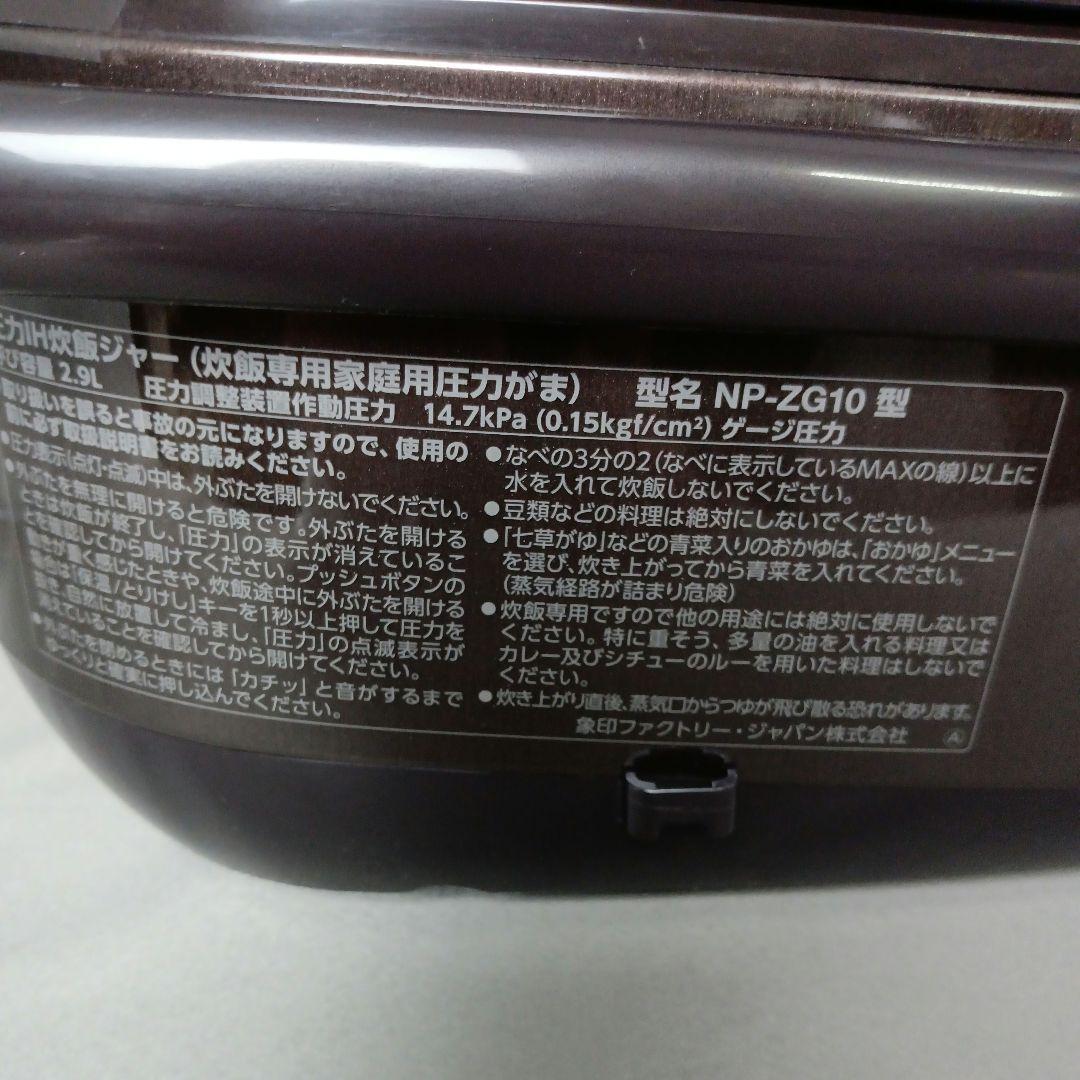 圧力IH炊飯ジャー(炊飯専用家庭用圧力がま) 型名 NP-ZG10 型
呼び容量 2.9L 圧力調整装置作動圧力 14.7kPa (0.15kgf/cm²) ゲージ圧力
取り扱いを誤ると事故の元になりますので、使用の
前に必ず取扱説明書をお読みください。
●圧力表示(点灯・点滅)中は、外ぶたを開けないでください。
●外ぶたを無理に開けると危険です。外ぶたを開ける
ときは炊飯が終了し、「圧力」の表示が消えているこ
とを確認してから開けてください。プッシュボタンの
動きが重く感じたときや、炊飯途中に外ぶたを開ける
場合は「保温/とりけし」キーを1秒以上押して圧力を
抜き、自然に放置して冷まし、「圧力」の点滅表示が
消えていることを確認してから開けてください。
●外ぶたを閉めるときには「カチッ」と音がするまで
ゆっくりと確実に押し込んでください。
●なべの3分の2(なべに表示しているMAXの線)以上に
水を入れて炊飯しないでください。
●豆類などの料理は絶対にしないでください。
●「七草がゆ」などの青菜入りのおかゆは、「おかゆ」メニュー
を選び、炊き上がってから青菜を入れてください。
(蒸気経路が詰まり危険)
●炊飯専用ですので他の用途には絶対に使用しないで
ください。特に重そう、多量の油を入れる料理又は
カレー及びシチューのルーを用いた料理はしないで
ください。
●炊き上がり直後、蒸気口からつゆが飛び散る恐れがあります。
象印ファクトリー・ジャパン株式会社 Ⓐ